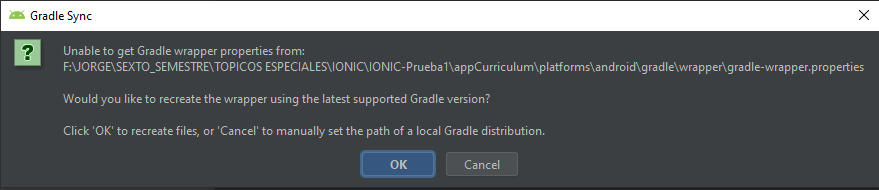 Gradle Sync
Unable to get Gradle wrapper properties from:
F:\JORGE\SEXTO_SEMESTRE\TOPICOS ESPECIALES\IONIC\IONIC-Prueba1\appCurriculum\platforms\android\gradle\wrapper\gradle-wrapper.properties
Would you like to recreate the wrapper using the latest supported Gradle version?
Click 'OK' to recreate files, or 'Cancel' to manually set the path of a local Gradle distribution.
OK
Cancel